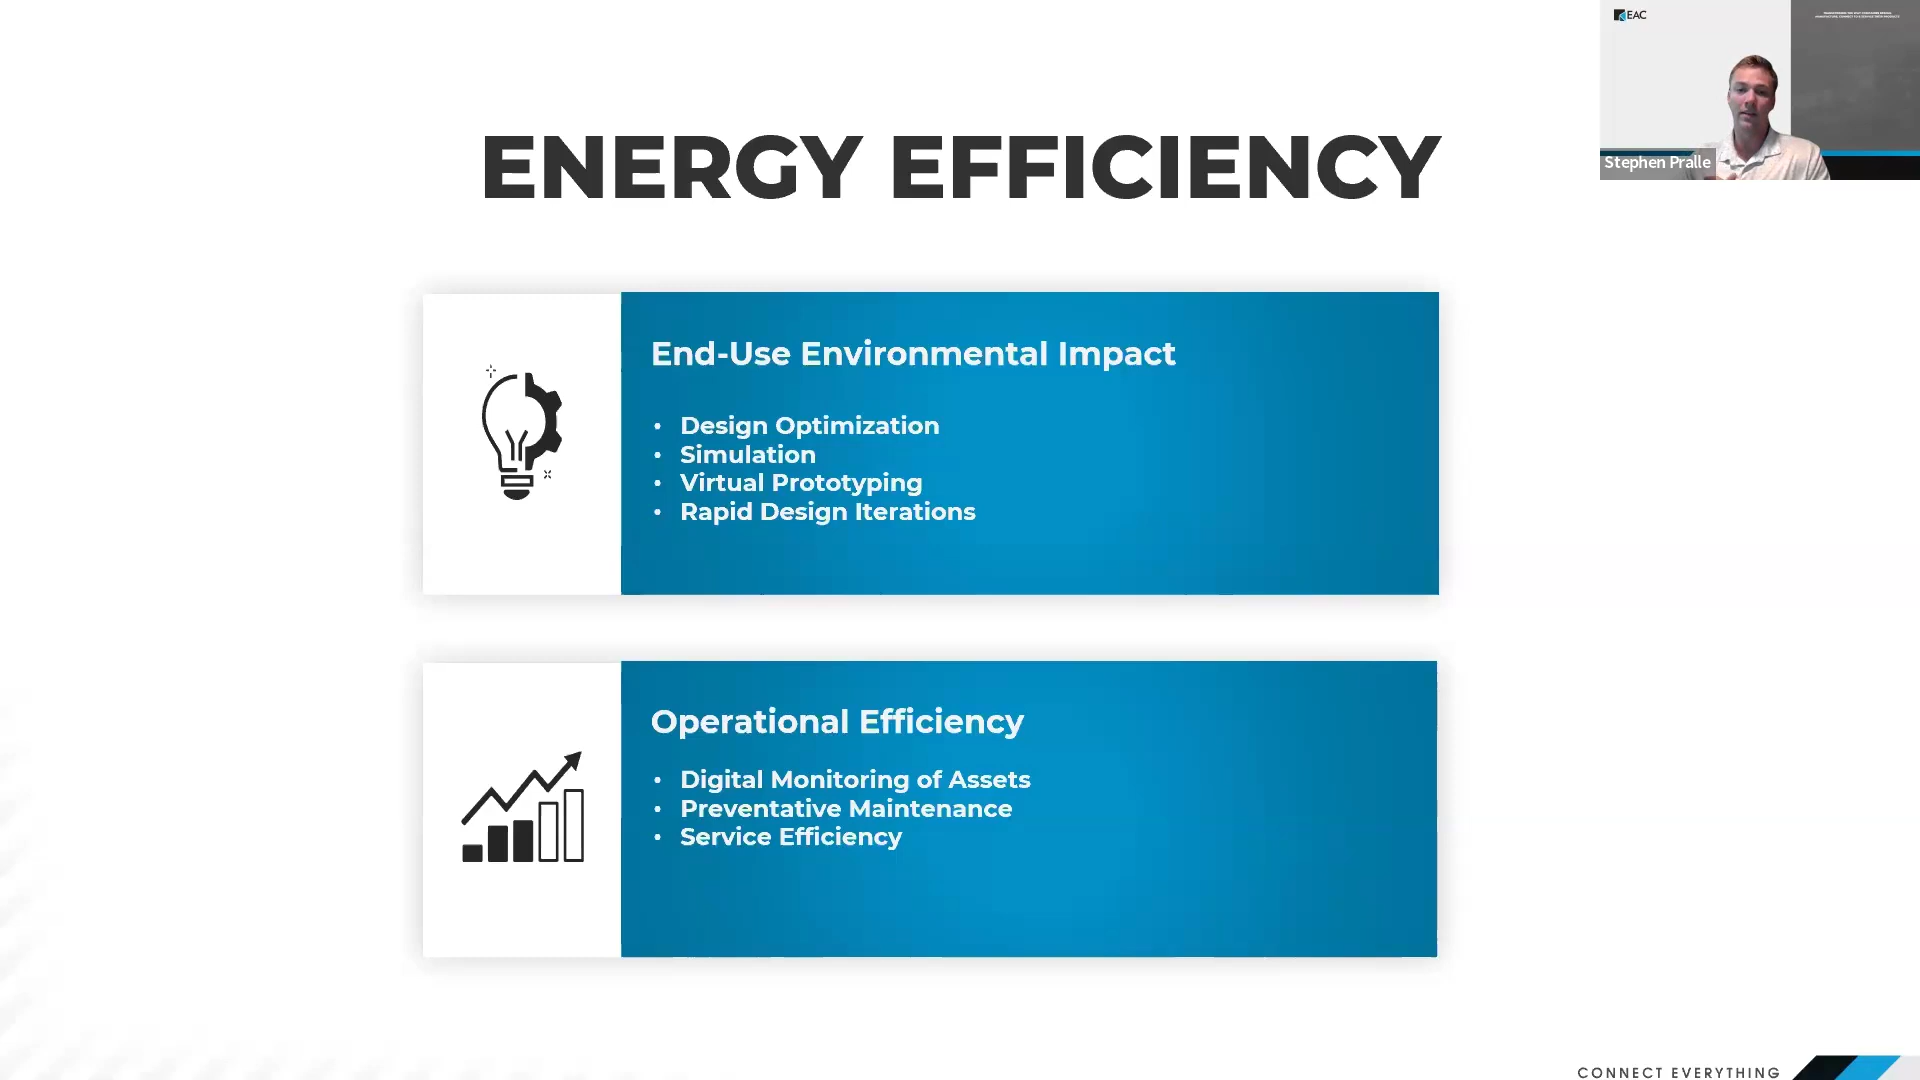 EAC
Stephen Pralle
ENERGY EFFICIENCY
End-Use Environmental Impact
• Design Optimization
• Simulation
• Virtual Prototyping
• Rapid Design Iterations
Operational Efficiency
• Digital Monitoring of Assets
• Preventative Maintenance
• Service Efficiency
CONNECT EVERYTHING